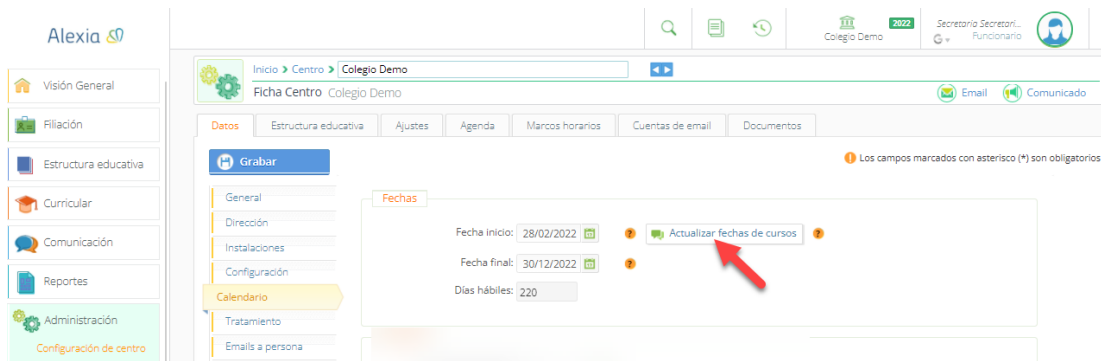 Alexia
Colegio Demo
2022
Secretaria Secretari...
G
Funcionario
Visión General
Filiación
Estructura educativa
Curricular
Comunicación
Reportes
Administración
Configuración de centro
Inicio > Centro > Colegio Demo
Ficha Centro Colegio Demo
Email
Comunicado
Datos Estructura educativa Ajustes Agenda Marcos horarios Cuentas de email Documentos
Grabar
! Los campos marcados con asterisco (*) son obligatorios
General
Dirección
Instalaciones
Configuración
Calendario
Tratamiento
Emails a persona
Fechas
Fecha inicio: 28/02/2022 ? Actualizar fechas de cursos ?
Fecha final: 30/12/2022 ?
Días hábiles: 220